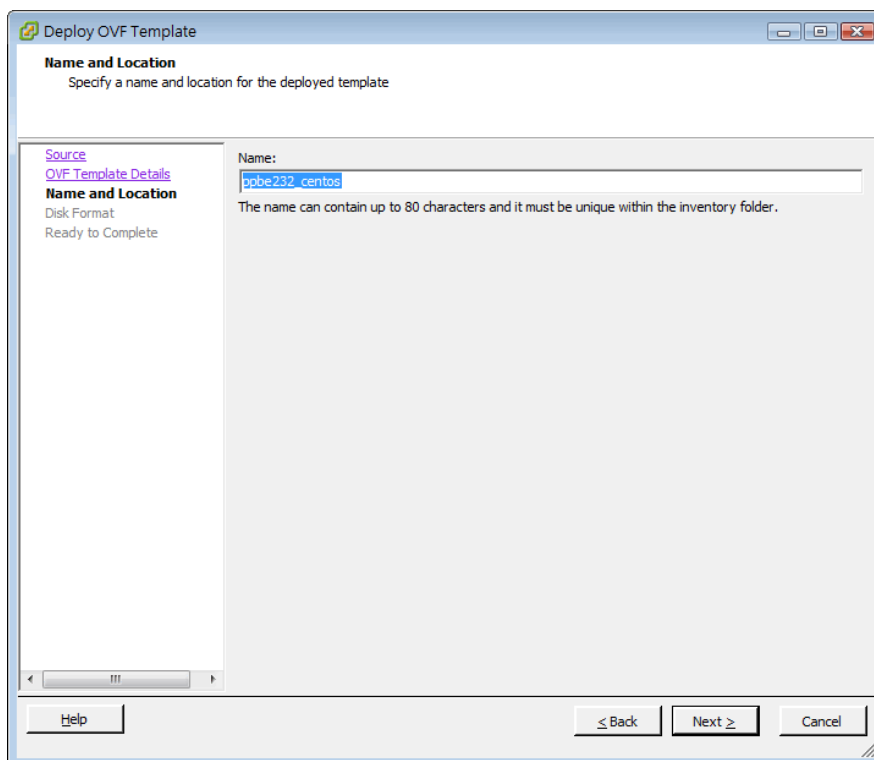 Deploy OVF Template
Name and Location
Specify a name and location for the deployed template
Source
OVF Template Details
Name and Location
Disk Format
Ready to Complete
Name:
ppbe232_centos
The name can contain up to 80 characters and it must be unique within the inventory folder.
Help
< Back
Next >
Cancel